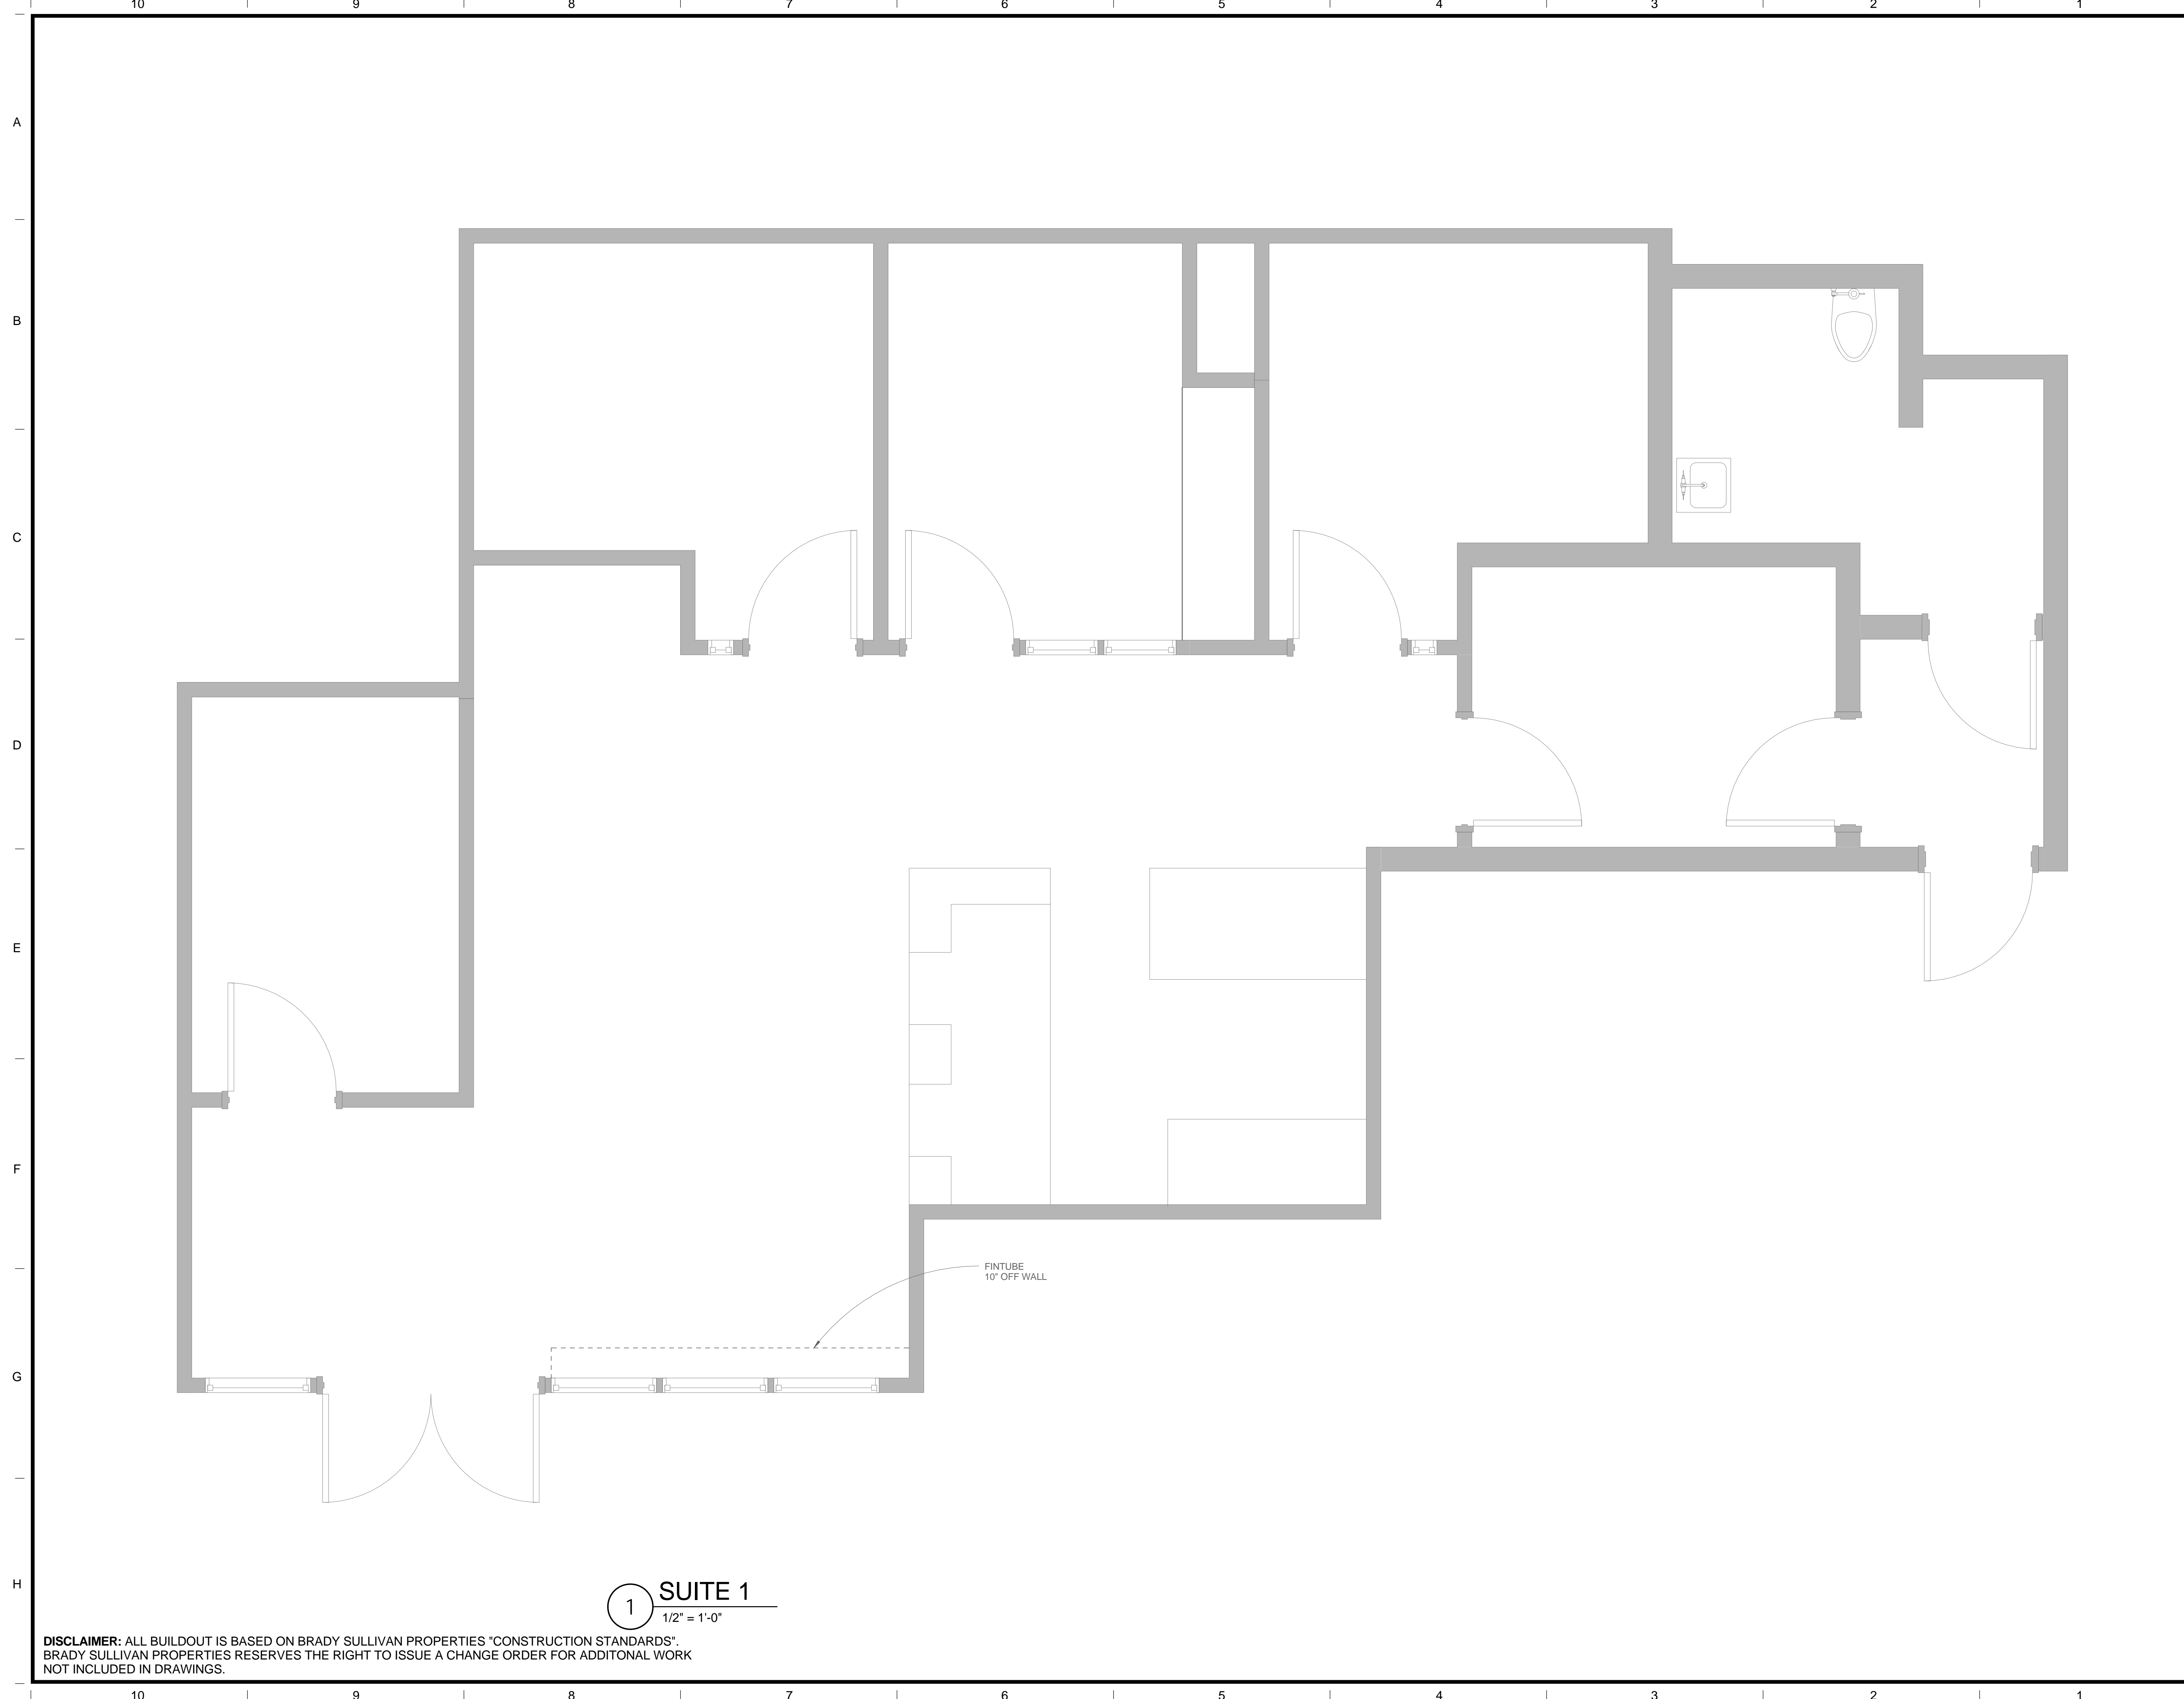 10 9 8 7 6 5 4 3 2 1
A
B
C
D
E
F
FINTUBE
10" OFF WALL
G
H
1
SUITE 1
1/2" = 1'-0"
DISCLAIMER: ALL BUILDOUT IS BASED ON BRADY SULLIVAN PROPERTIES "CONSTRUCTION STANDARDS".
BRADY SULLIVAN PROPERTIES RESERVES THE RIGHT TO ISSUE A CHANGE ORDER FOR ADDITONAL WORK
NOT INCLUDED IN DRAWINGS.
10 9 8 7 6 5 4 3 2 1